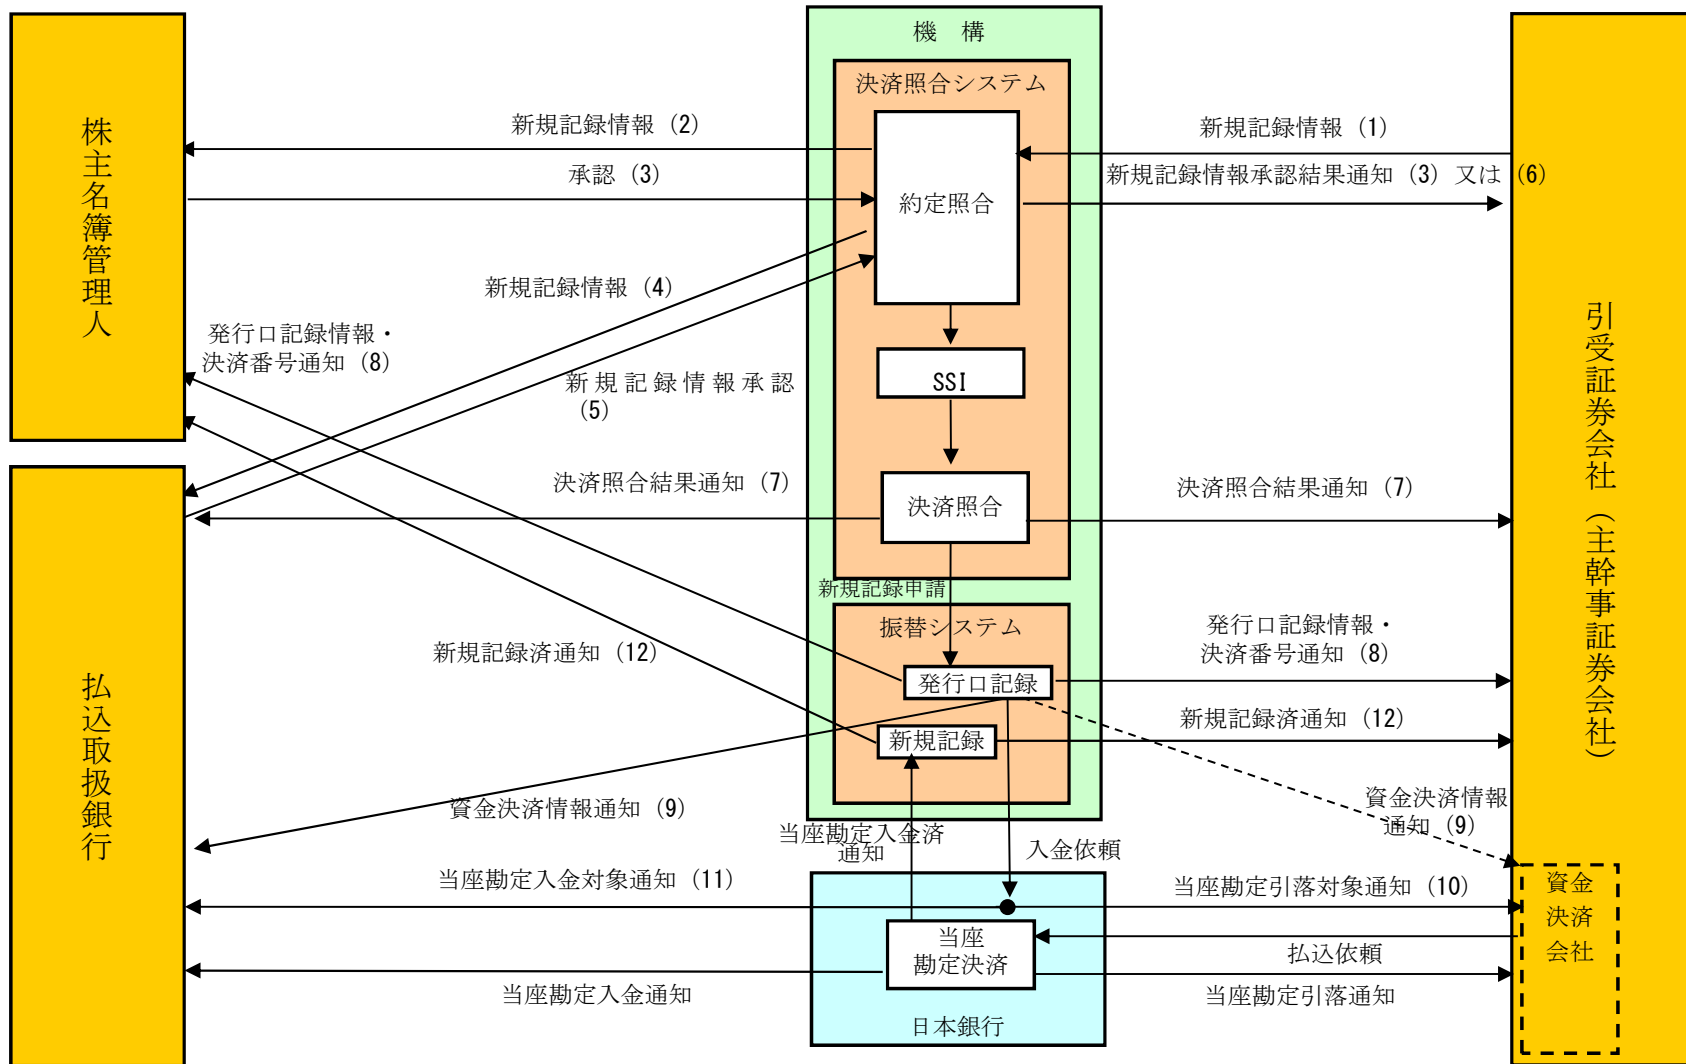 機　構
決済照合システム
株主名簿管理人
新規記録情報（2）
新規記録情報（1）
承認（3）
新規記録情報承認結果通知（3）又は（6）
約定照合
新規記録情報（4）
発行口記録情報・
決済番号通知（8）
新規記録情報承認
（5）
SSI
引受証券会社（主幹事証券会社）
決済照合結果通知（7）
決済照合
決済照合結果通知（7）
新規記録申請
振替システム
発行口記録情報・
決済番号通知（8）
新規記録済通知（12）
発行口記録
払込取扱銀行
新規記録
新規記録済通知（12）
資金決済情報通知（9）
資金決済情報
通知（9）
当座勘定入金済
通知
入金依頼
当座勘定入金対象通知（11）
当座勘定引落対象通知（10）
資金
決済
会社
当座
勘定決済
払込依頼
当座勘定入金通知
当座勘定引落通知
日本銀行